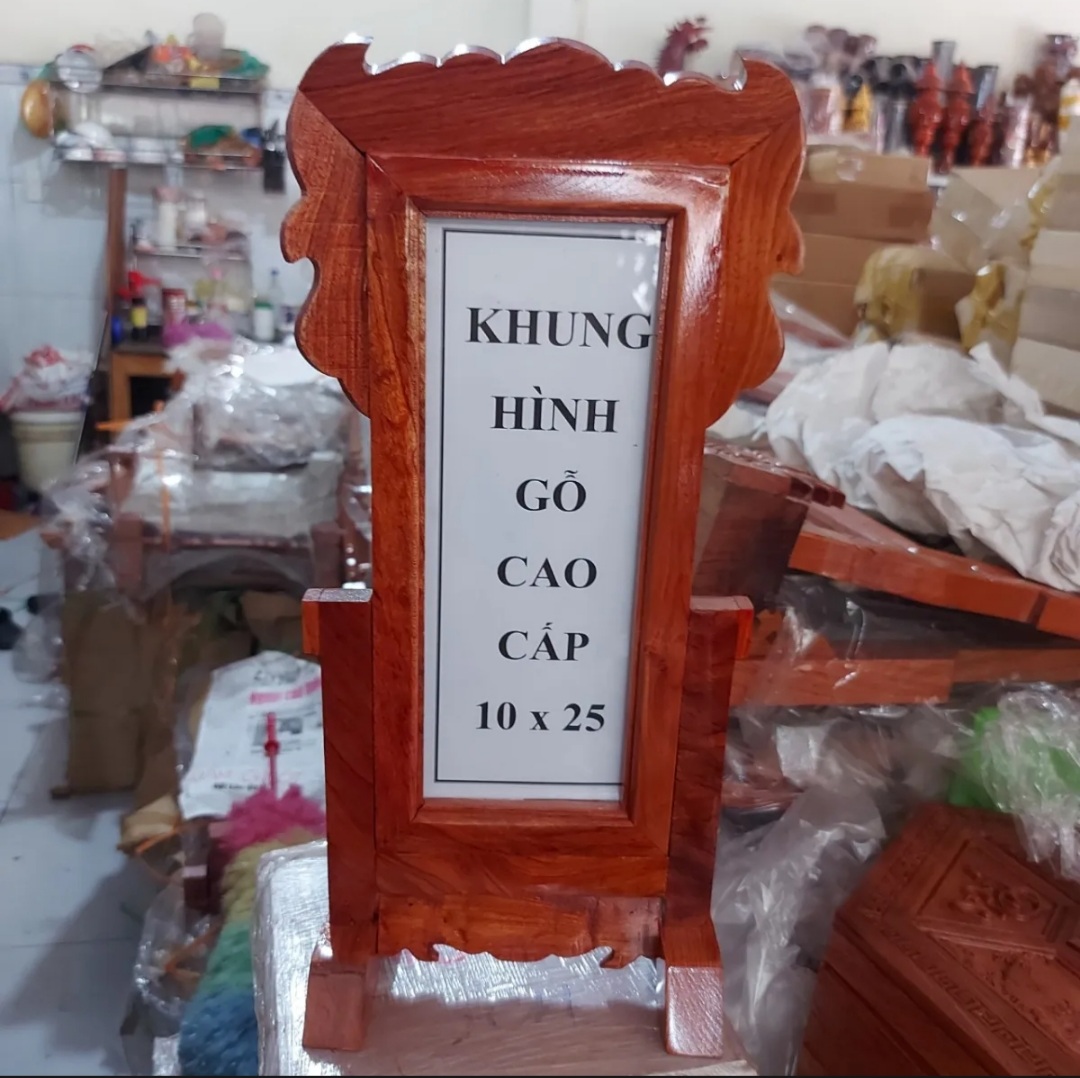 KHUNG
HÌNH
GỖ
CAO
CẤP
10 x 25